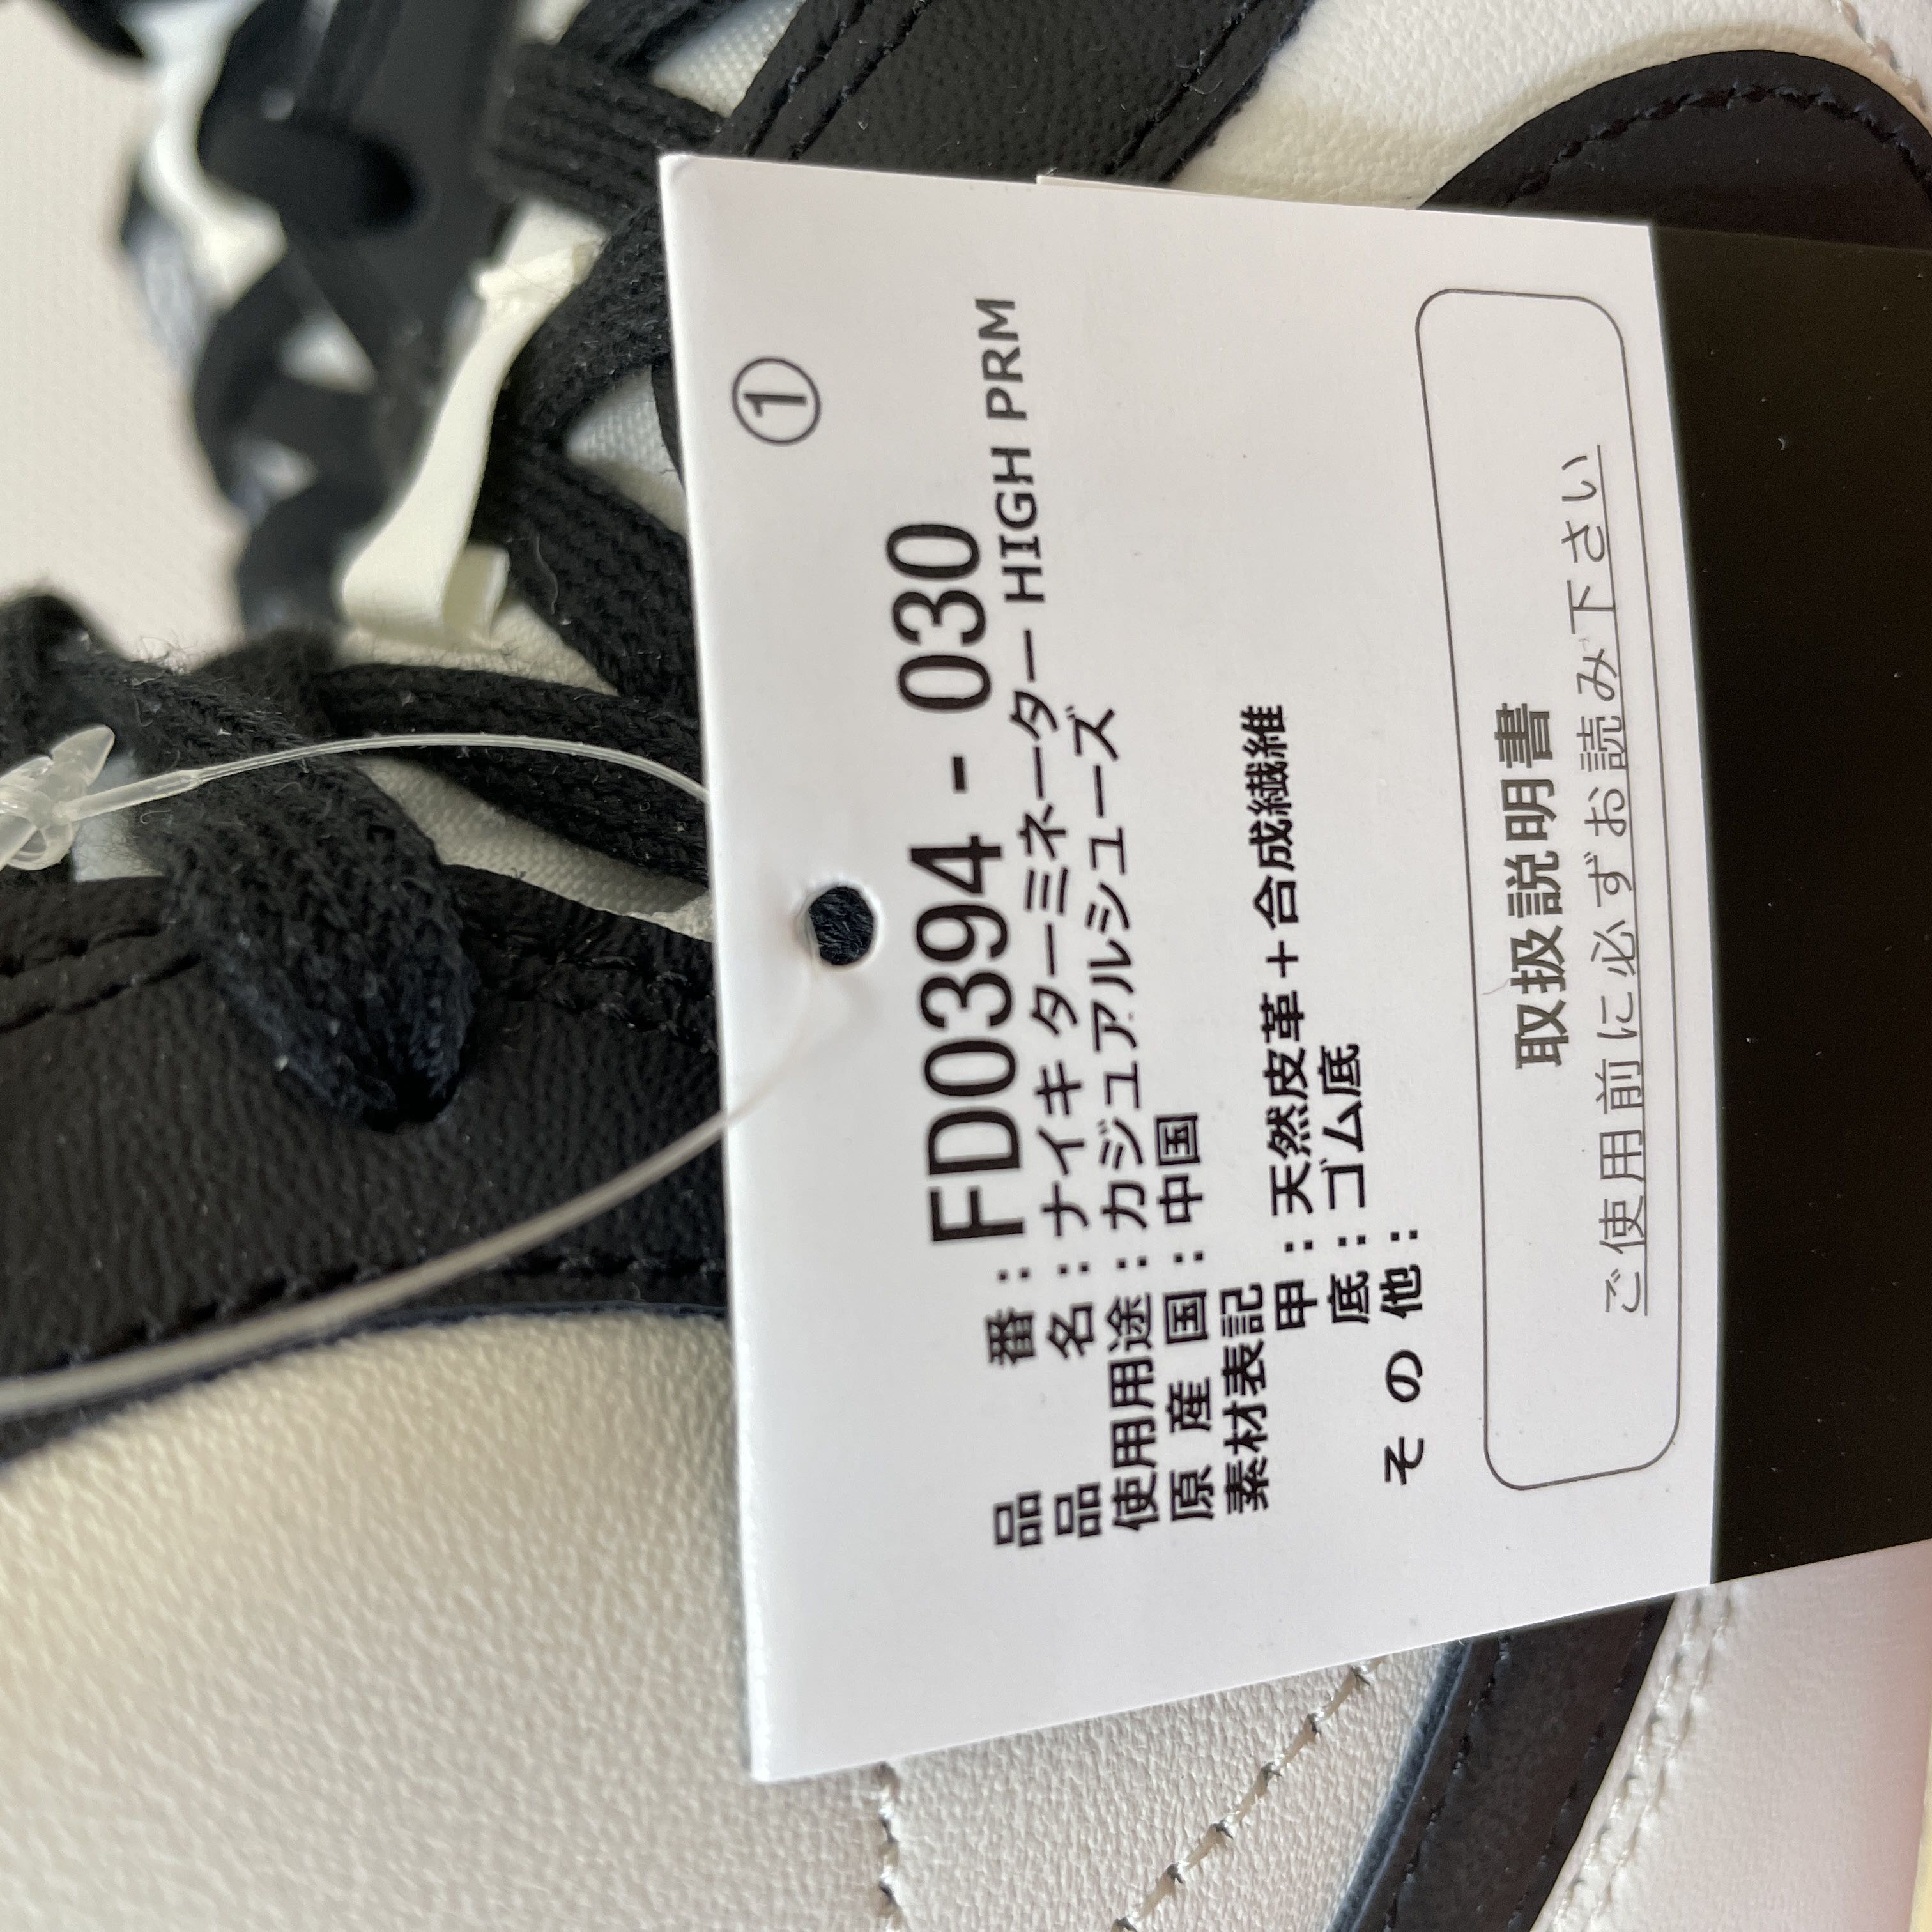 ①
品 番：FD0394 - 030
品 名：ナイキ ターミネーター HIGH PRM
使用用途：カジュアルシューズ
原 産 国：中国
素材表記
甲：天然皮革＋合成繊維
底：ゴム底
そ の 他：
取扱説明書
ご使用前に必ずお読み下さい